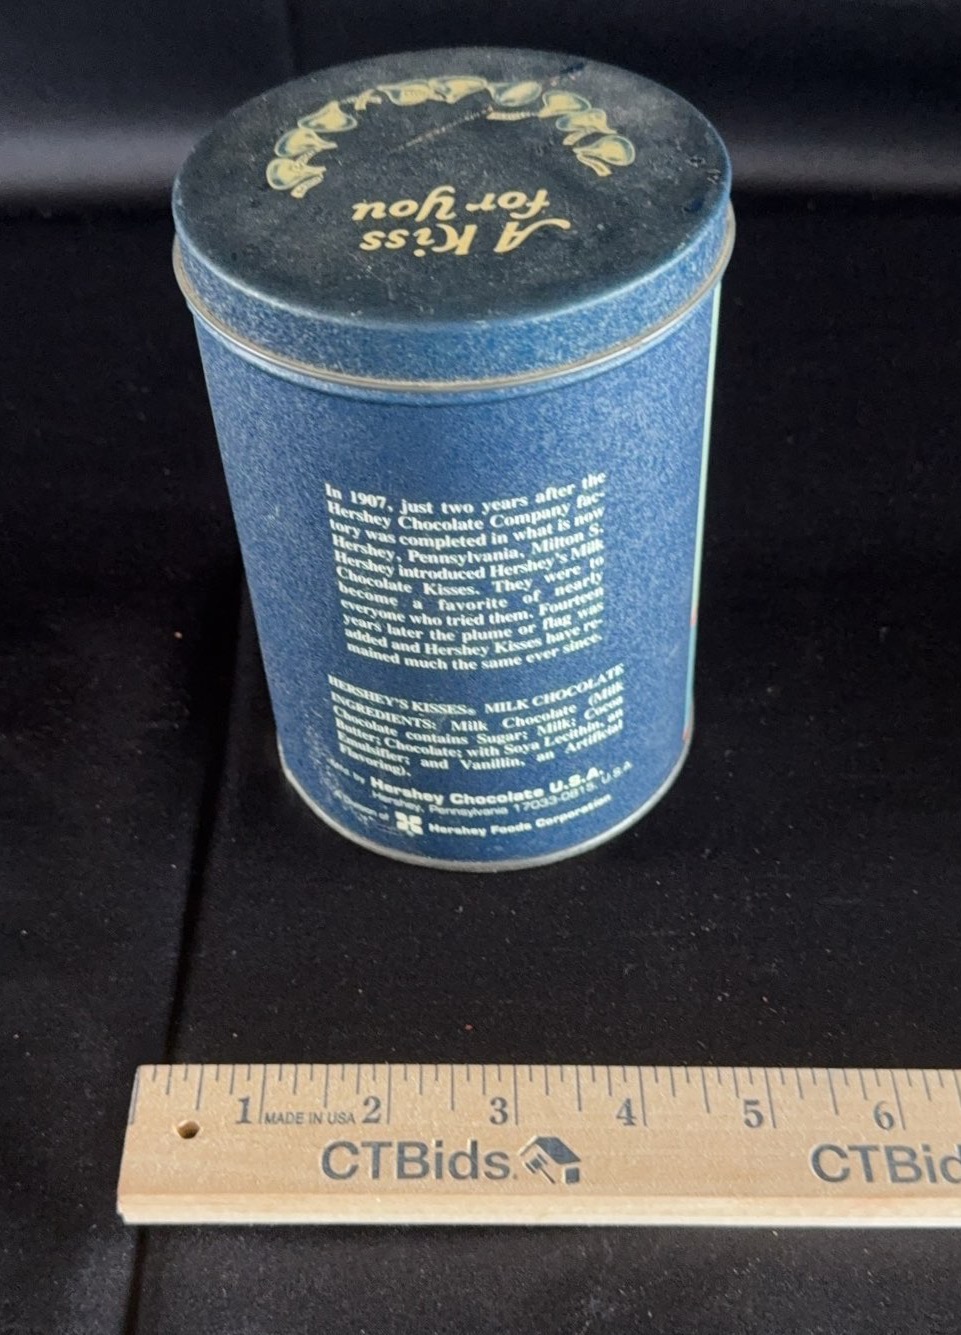 A Kiss
for you
In 1907, just two years after the
Hershey Chocolate Company fac-
tory was completed in what is now
Hershey, Pennsylvania, Milton S.
Hershey introduced Hershey's Milk
Chocolate Kisses. They were to
become a favorite of nearly
everyone who tried them. Fourteen
years later the plume or flag was
added and Hershey Kisses have re-
mained much the same ever since.
HERSHEY'S KISSES® MILK CHOCOLATE
INGREDIENTS: Milk Chocolate (Milk
Chocolate contains Sugar; Milk; Cocoa
Butter; Chocolate; with Soya Lecithin, an
Emulsifier; and Vanillin, an Artificial
Flavoring).
by Hershey Chocolate U.S.A.
Hershey, Pennsylvania 17033-0815, U.S.A
A Division of Hershey Foods Corporation
1 MADE IN USA 2 3 4 5 6
CTBids. CTBid